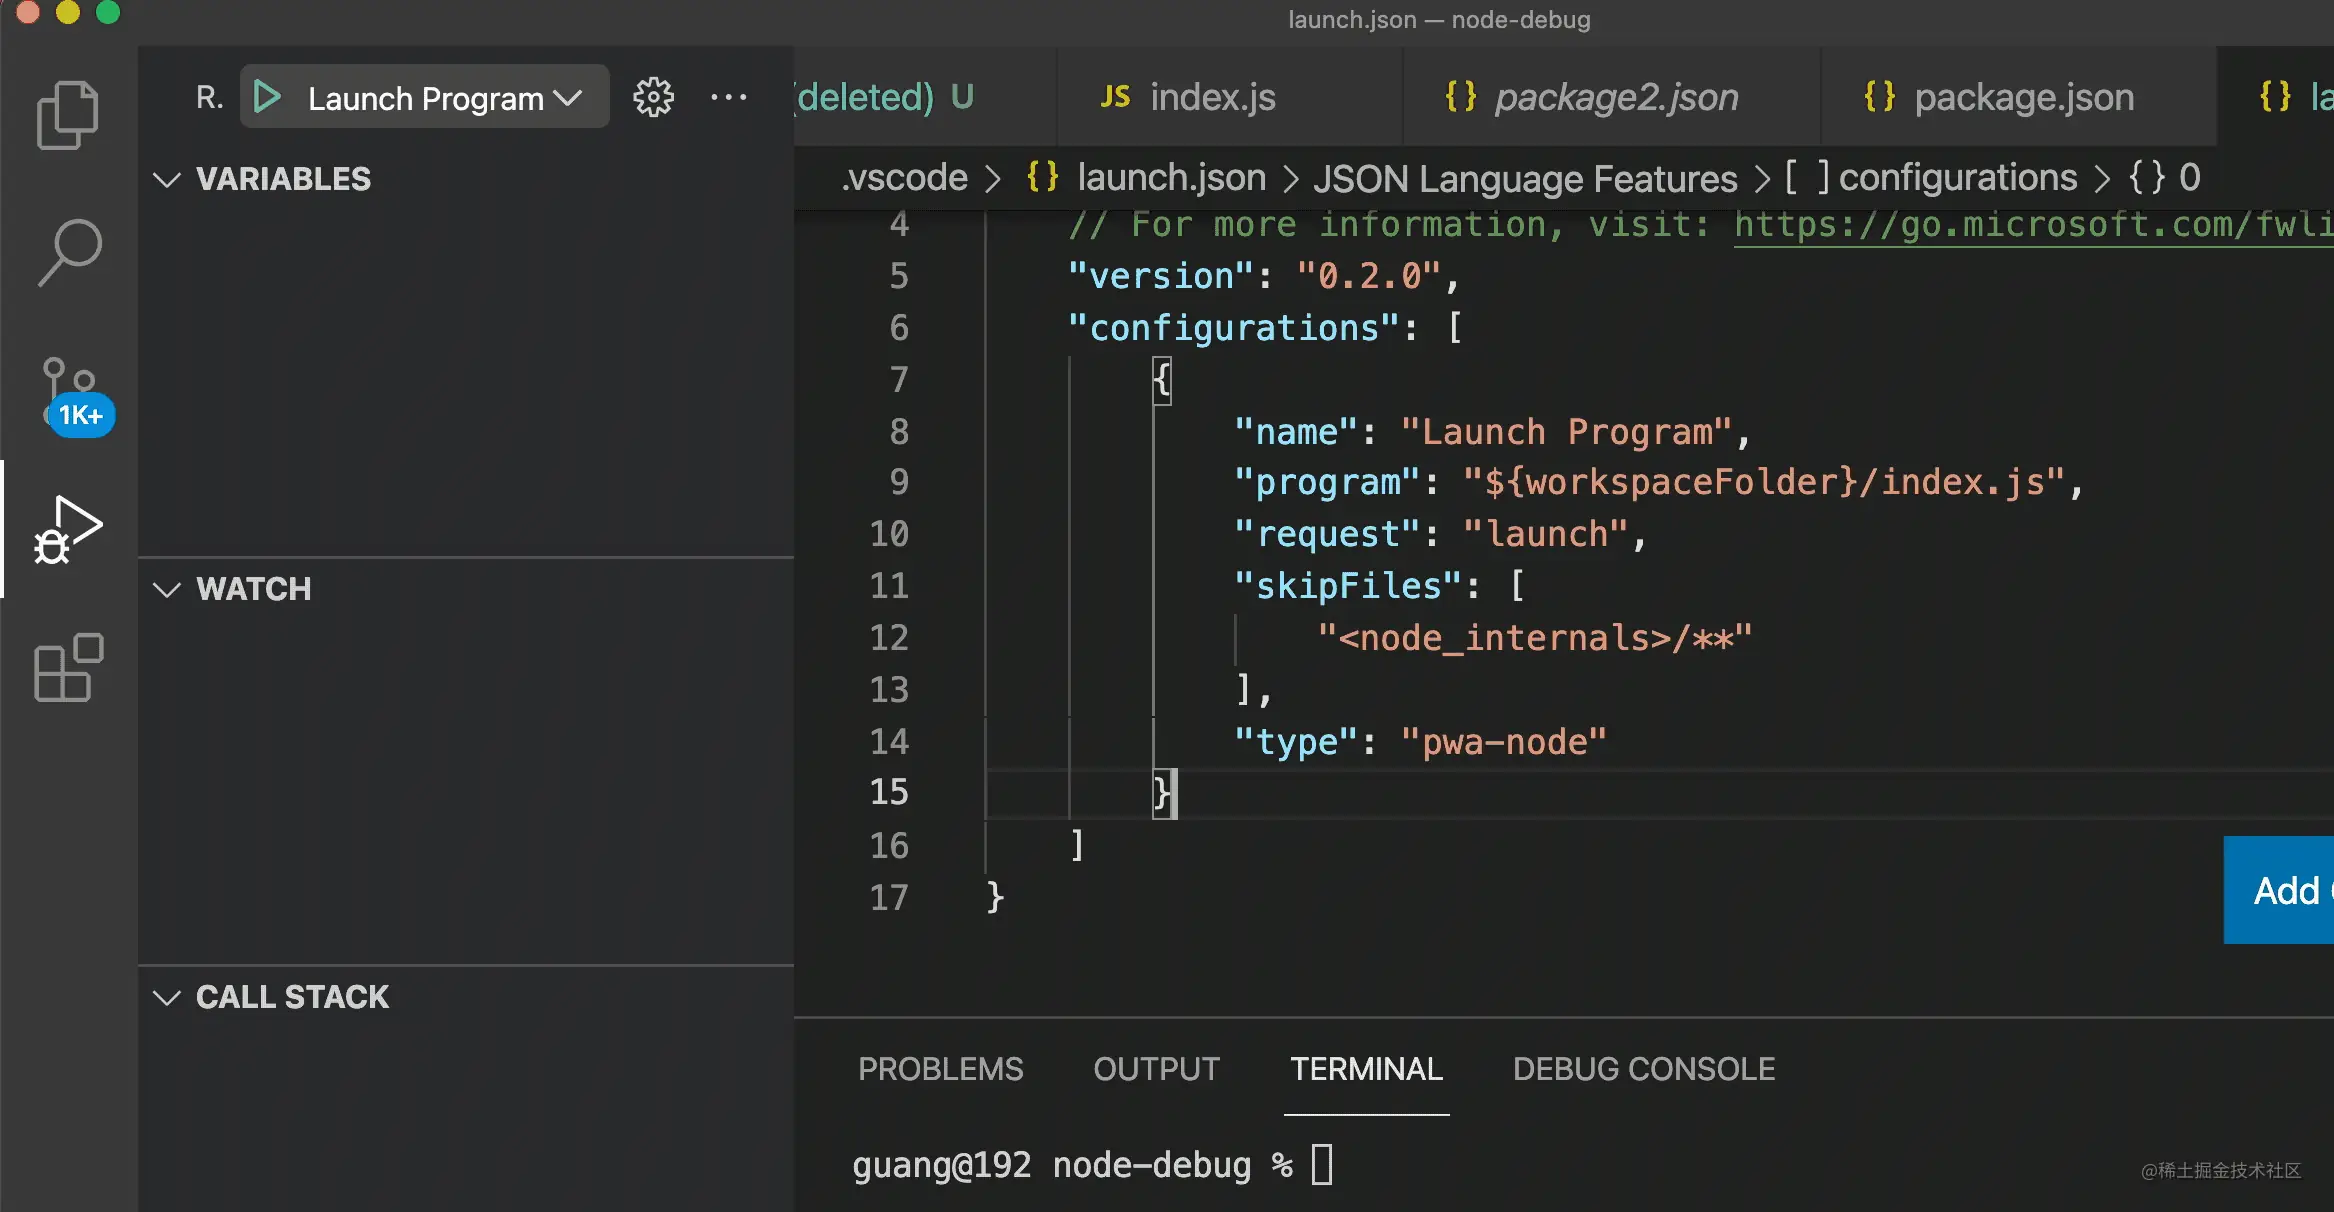 launch.json — node-debug
R. Launch Program
(deleted) U
JS index.js
{} package2.json
{} package.json
{} la
VARIABLES
.vscode > {} launch.json > JSON Language Features > [ ] configurations > {} 0
4 // For more information, visit: https://go.microsoft.com/fwli
5 "version": "0.2.0",
6 "configurations": [
7 {
8 "name": "Launch Program",
9 "program": "${workspaceFolder}/index.js",
10 "request": "launch",
11 "skipFiles": [
12 "<node_internals>/**"
13 ],
14 "type": "pwa-node"
15 }
16 ]
17 }
1K+
WATCH
CALL STACK
Add
PROBLEMS OUTPUT TERMINAL DEBUG CONSOLE
guang@192 node-debug %
@稀土掘金技术社区